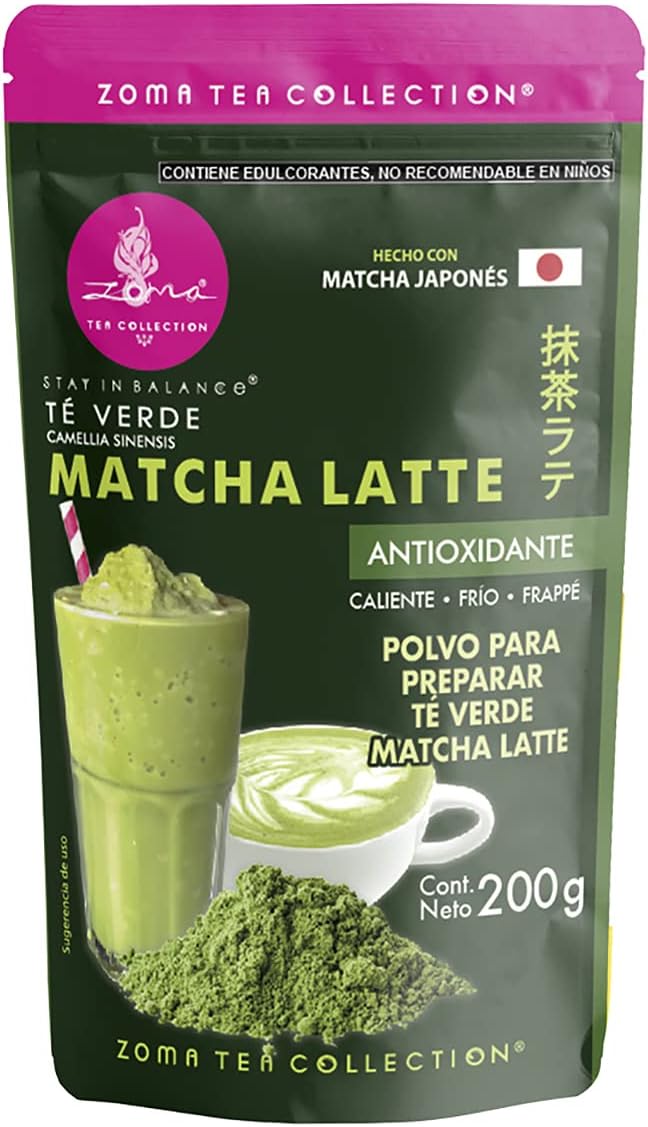 ZOMA TEA COLLECTION®
CONTIENE EDULCORANTES, NO RECOMENDABLE EN NIÑOS
Zoma®
TEA COLLECTION
HECHO CON
MATCHA JAPONÉS
抹茶ラテ
STAY IN BALANCE®
TÉ VERDE
CAMELLIA SINENSIS
MATCHA LATTE
ANTIOXIDANTE
CALIENTE • FRÍO • FRAPPÉ
POLVO PARA
PREPARAR
TÉ VERDE
MATCHA LATTE
Cont.
Neto 200g
Sugerencia de uso
ZOMA TEA COLLECTION®